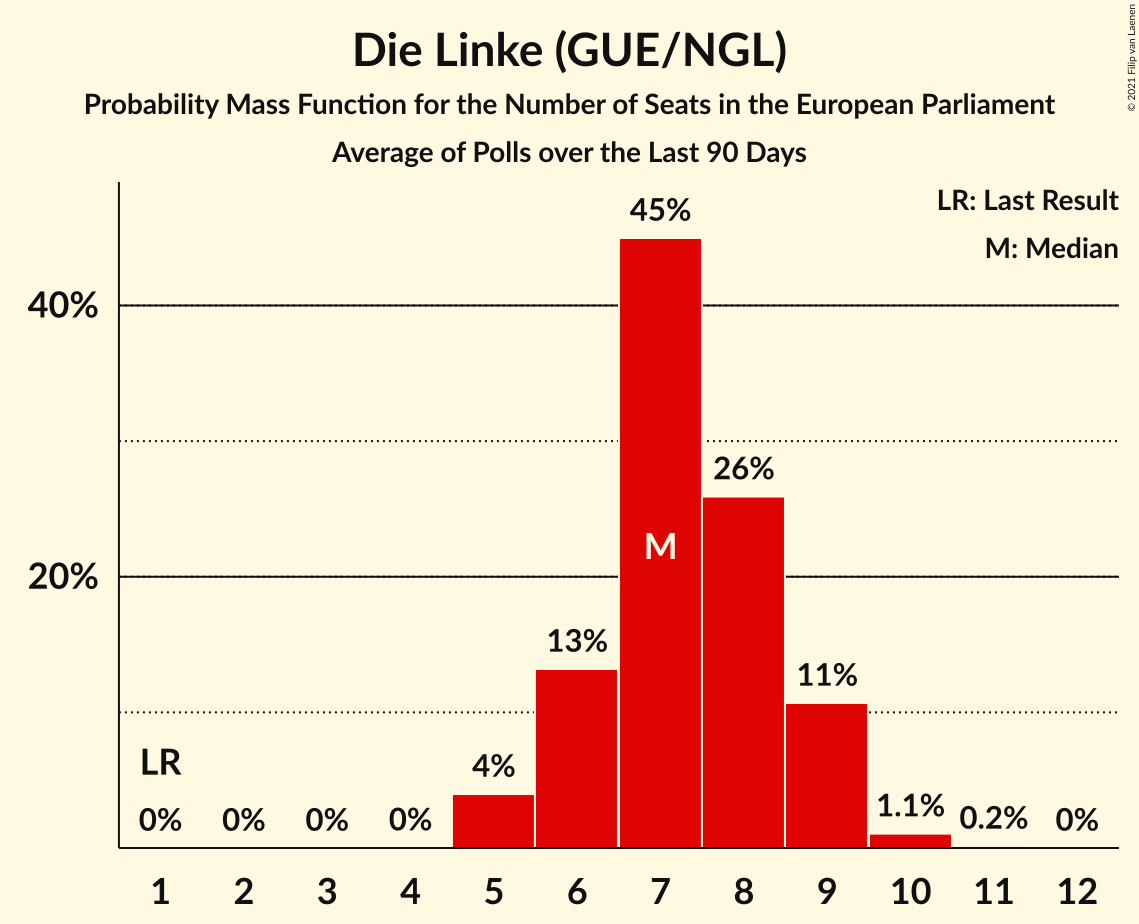 Die Linke (GUE/NGL)
Probability Mass Function for the Number of Seats in the European Parliament
Average of Polls over the Last 90 Days
© 2021 Filip van Laenen
LR: Last Result
M: Median
45%
40%
26%
M
20%
13%
11%
LR
4%
0% 0% 0% 0% 1.1% 0.2% 0%
1 2 3 4 5 6 7 8 9 10 11 12